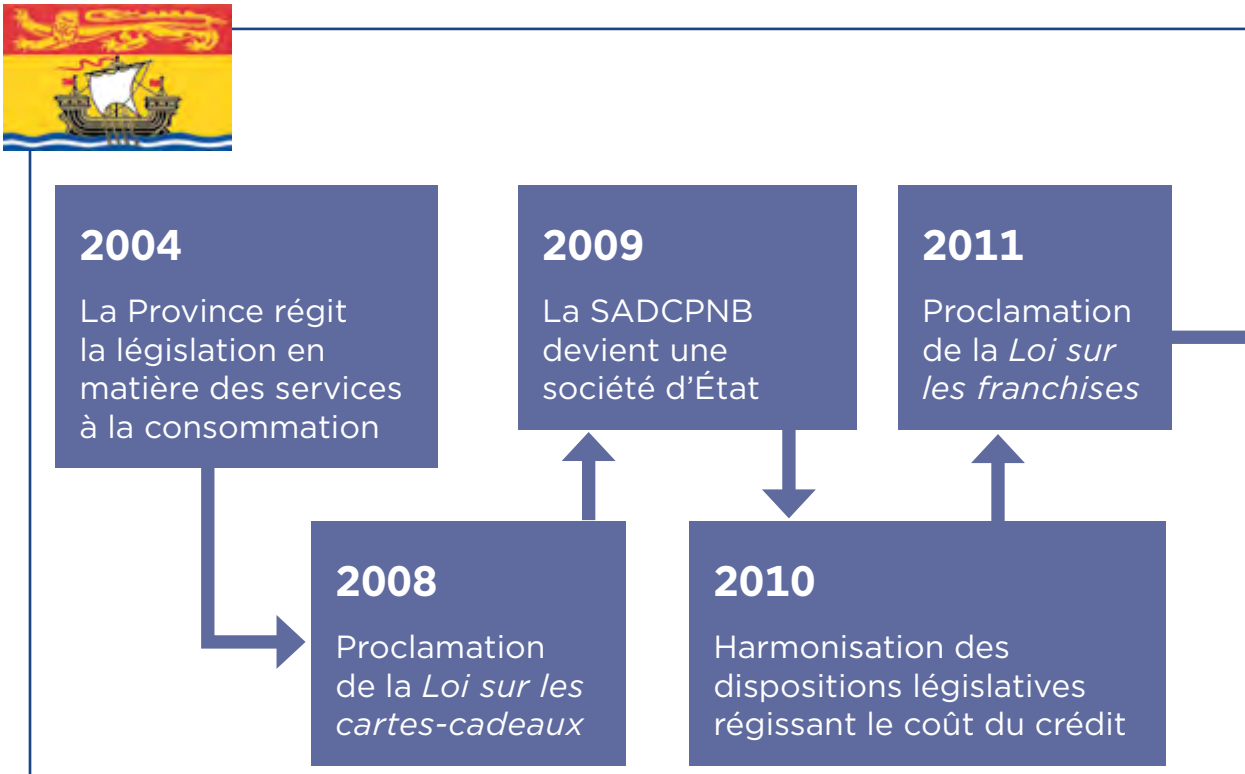 2004
La Province régit
la législation en
matière des services
à la consommation
2008
Proclamation
de la Loi sur les
cartes-cadeaux
2009
La SADCPNB
devient une
société d’État
2010
Harmonisation des
dispositions législatives
régissant le coût du crédit
2011
Proclamation
de la Loi sur
les franchises